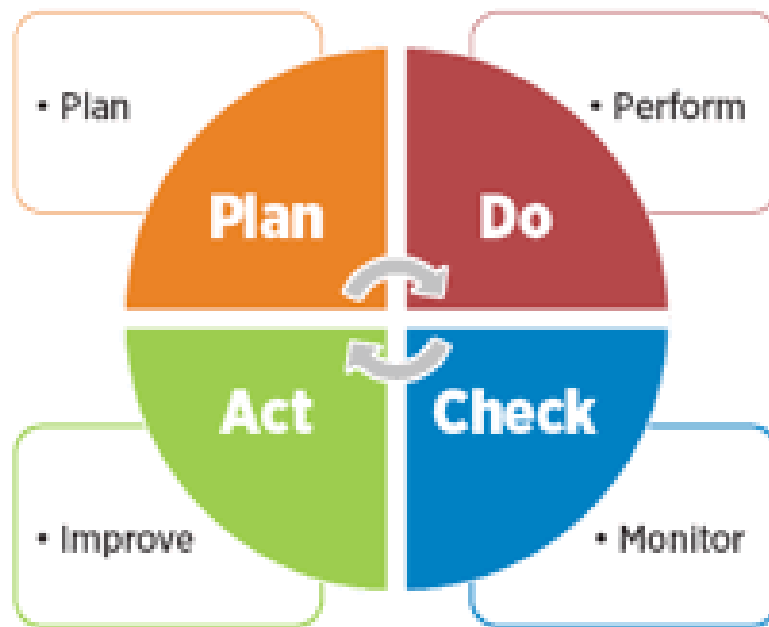 • Plan
• Perform
Plan
Do
Act
Check
• Improve
• Monitor